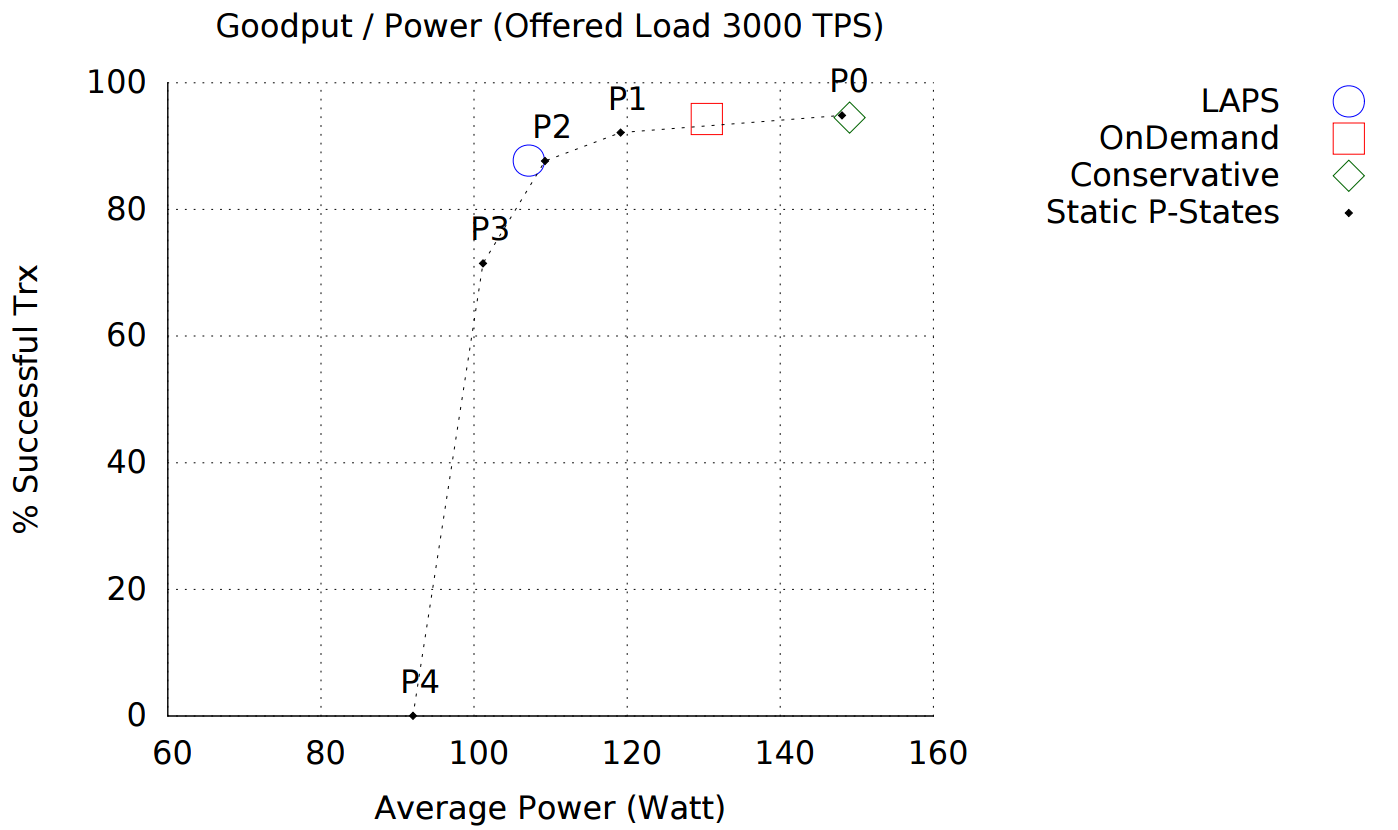 Goodput / Power (Offered Load 3000 TPS)
% Successful Trx
100
80
60
40
20
0
60 80 100 120 140 160
Average Power (Watt)
P0
P1
P2
P3
P4
LAPS
OnDemand
Conservative
Static P-States